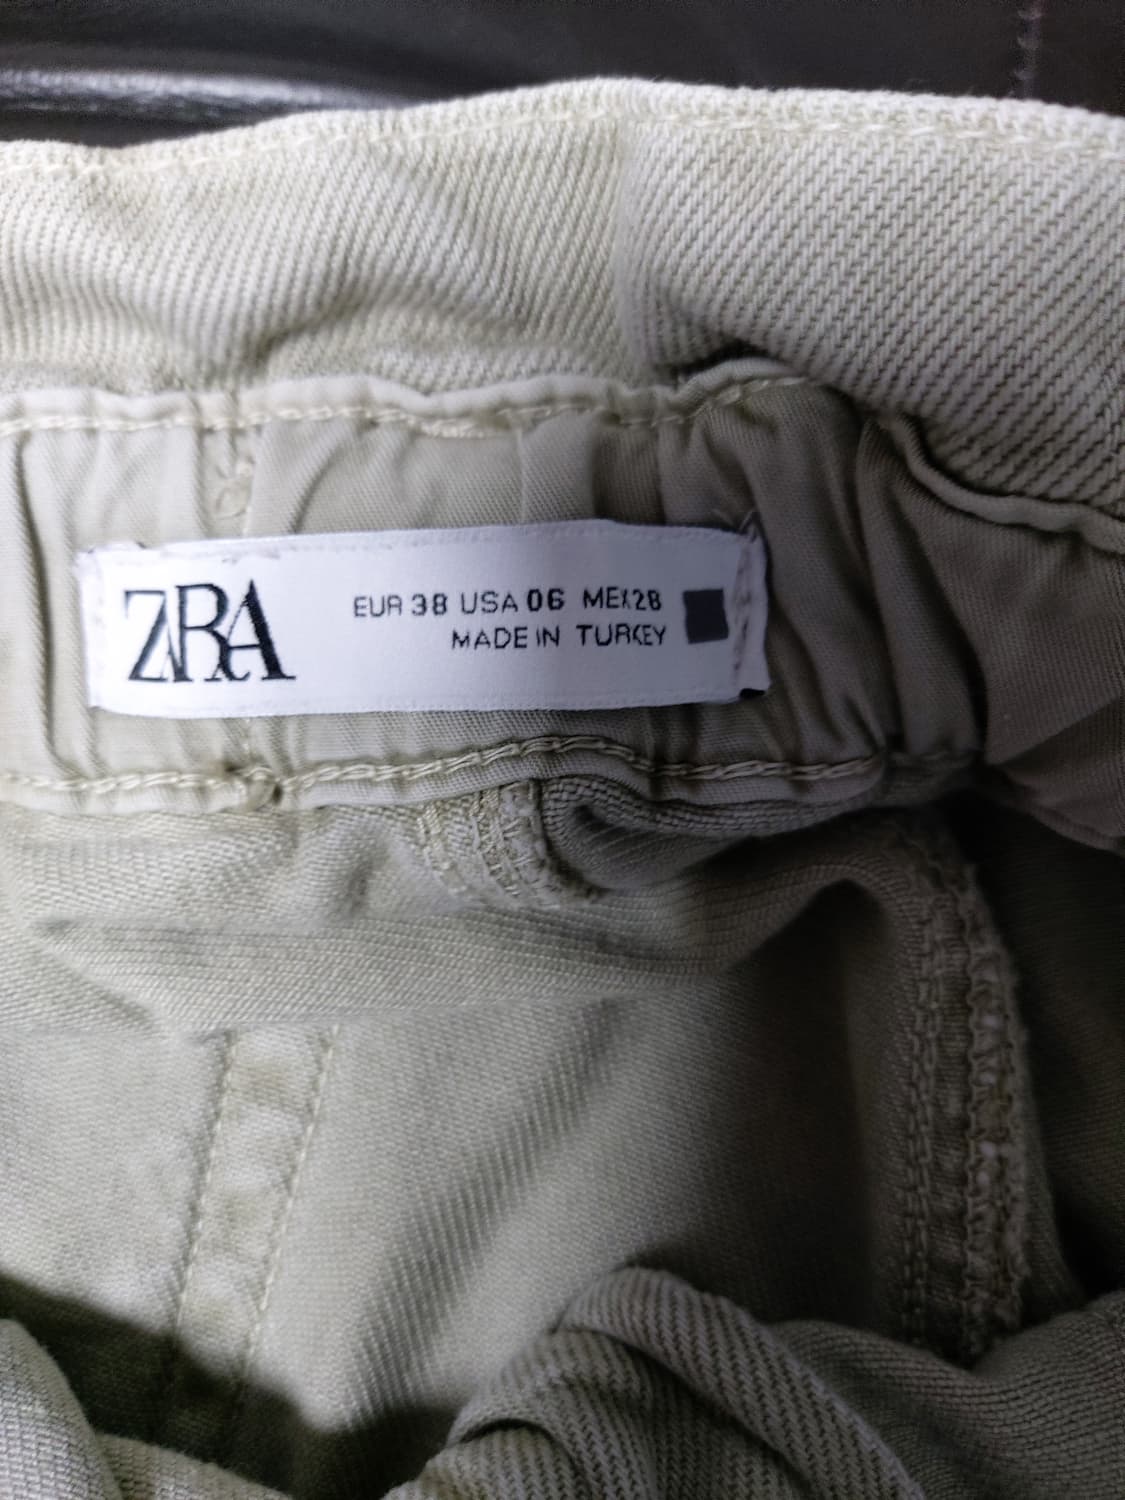 ZARA
EUR 38 USA 06 MEX 28
MADE IN TURKEY